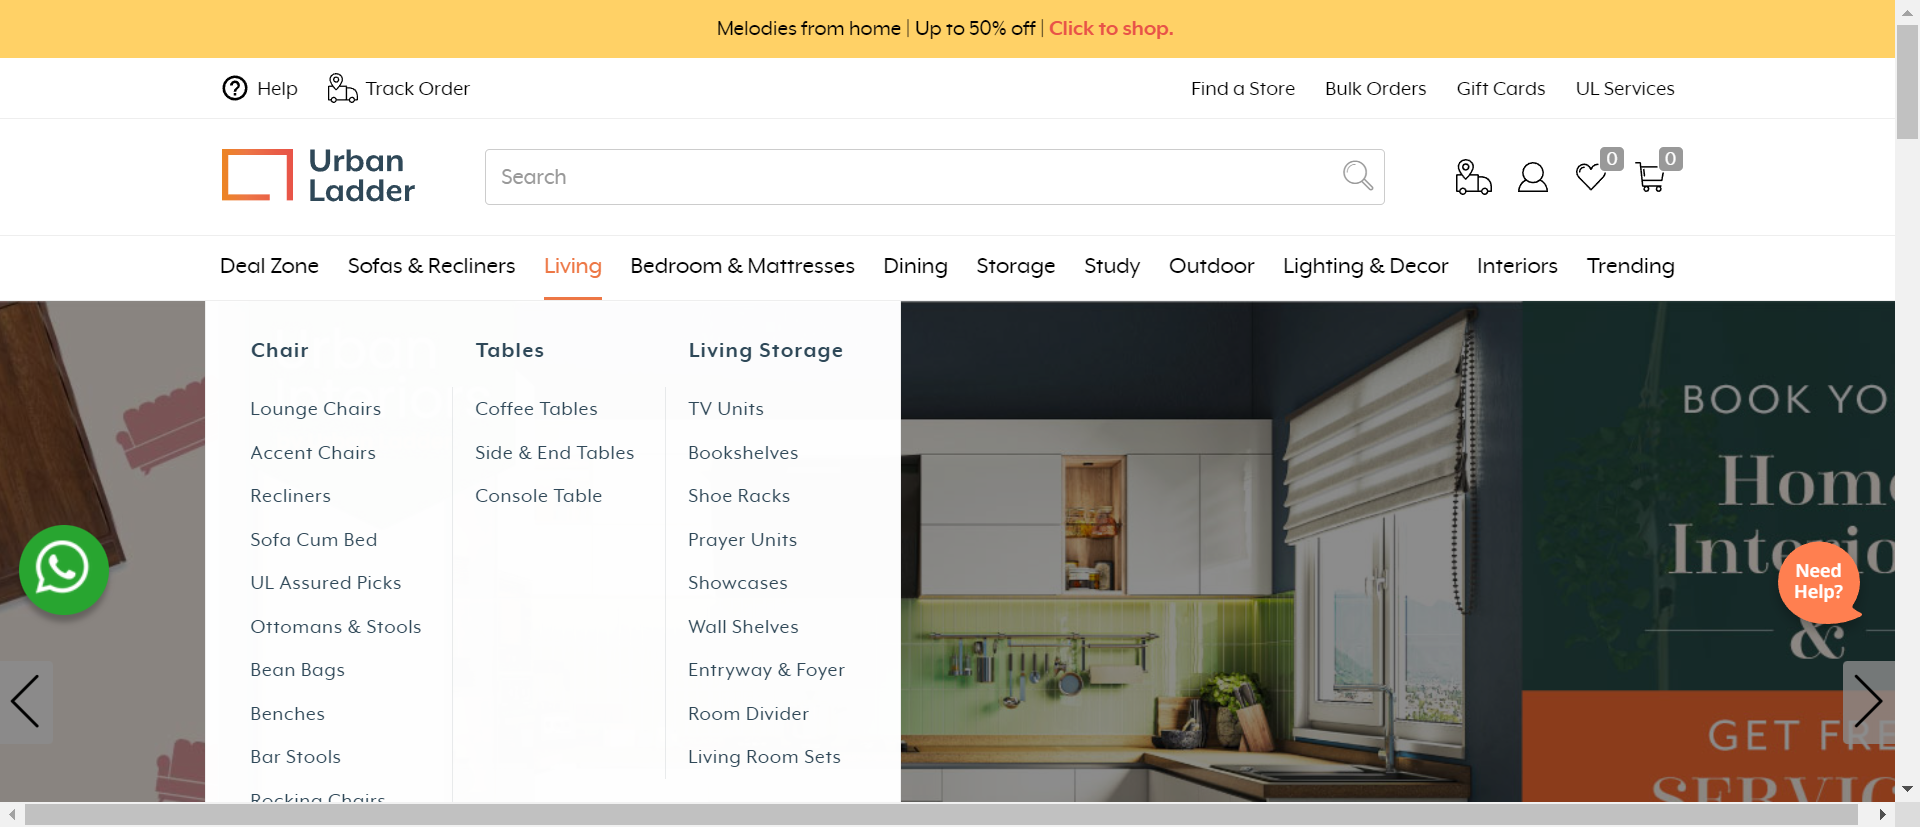 Melodies from home | Up to 50% off | Click to shop.
Help
Track Order
Find a Store
Bulk Orders
Gift Cards
UL Services
Urban
Ladder
Search
0
0
Deal Zone
Sofas & Recliners
Living
Bedroom & Mattresses
Dining
Storage
Study
Outdoor
Lighting & Decor
Interiors
Trending
Chair
Lounge Chairs
Accent Chairs
Recliners
Sofa Cum Bed
UL Assured Picks
Ottomans & Stools
Bean Bags
Benches
Bar Stools
Rocking Chairs
Tables
Coffee Tables
Side & End Tables
Console Table
Living Storage
TV Units
Bookshelves
Shoe Racks
Prayer Units
Showcases
Wall Shelves
Entryway & Foyer
Room Divider
Living Room Sets
BOOK YO
Home
Interio
&
GET FRE
SERVIC
Need
Help?